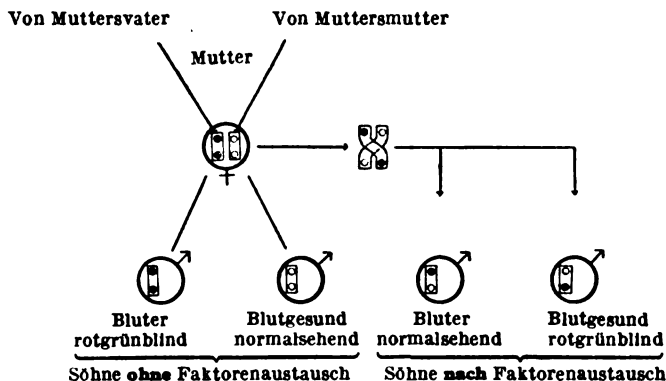 Von Muttersvater
Von Muttersmutter
Mutter
Bluter
rotgrünblind
Blutgesund
normalsehend
Bluter
normalsehend
Blutgesund
rotgrünblind
Söhne ohne Faktorenaustausch
Söhne nach Faktorenaustausch